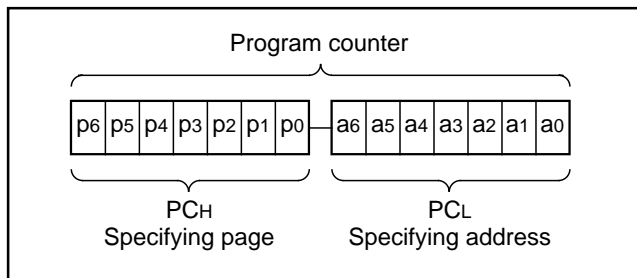 Program counter
p6 p5 p4 p3 p2 p1 p0 a6 a5 a4 a3 a2 a1 a0
PCH PCL
Specifying page Specifying address